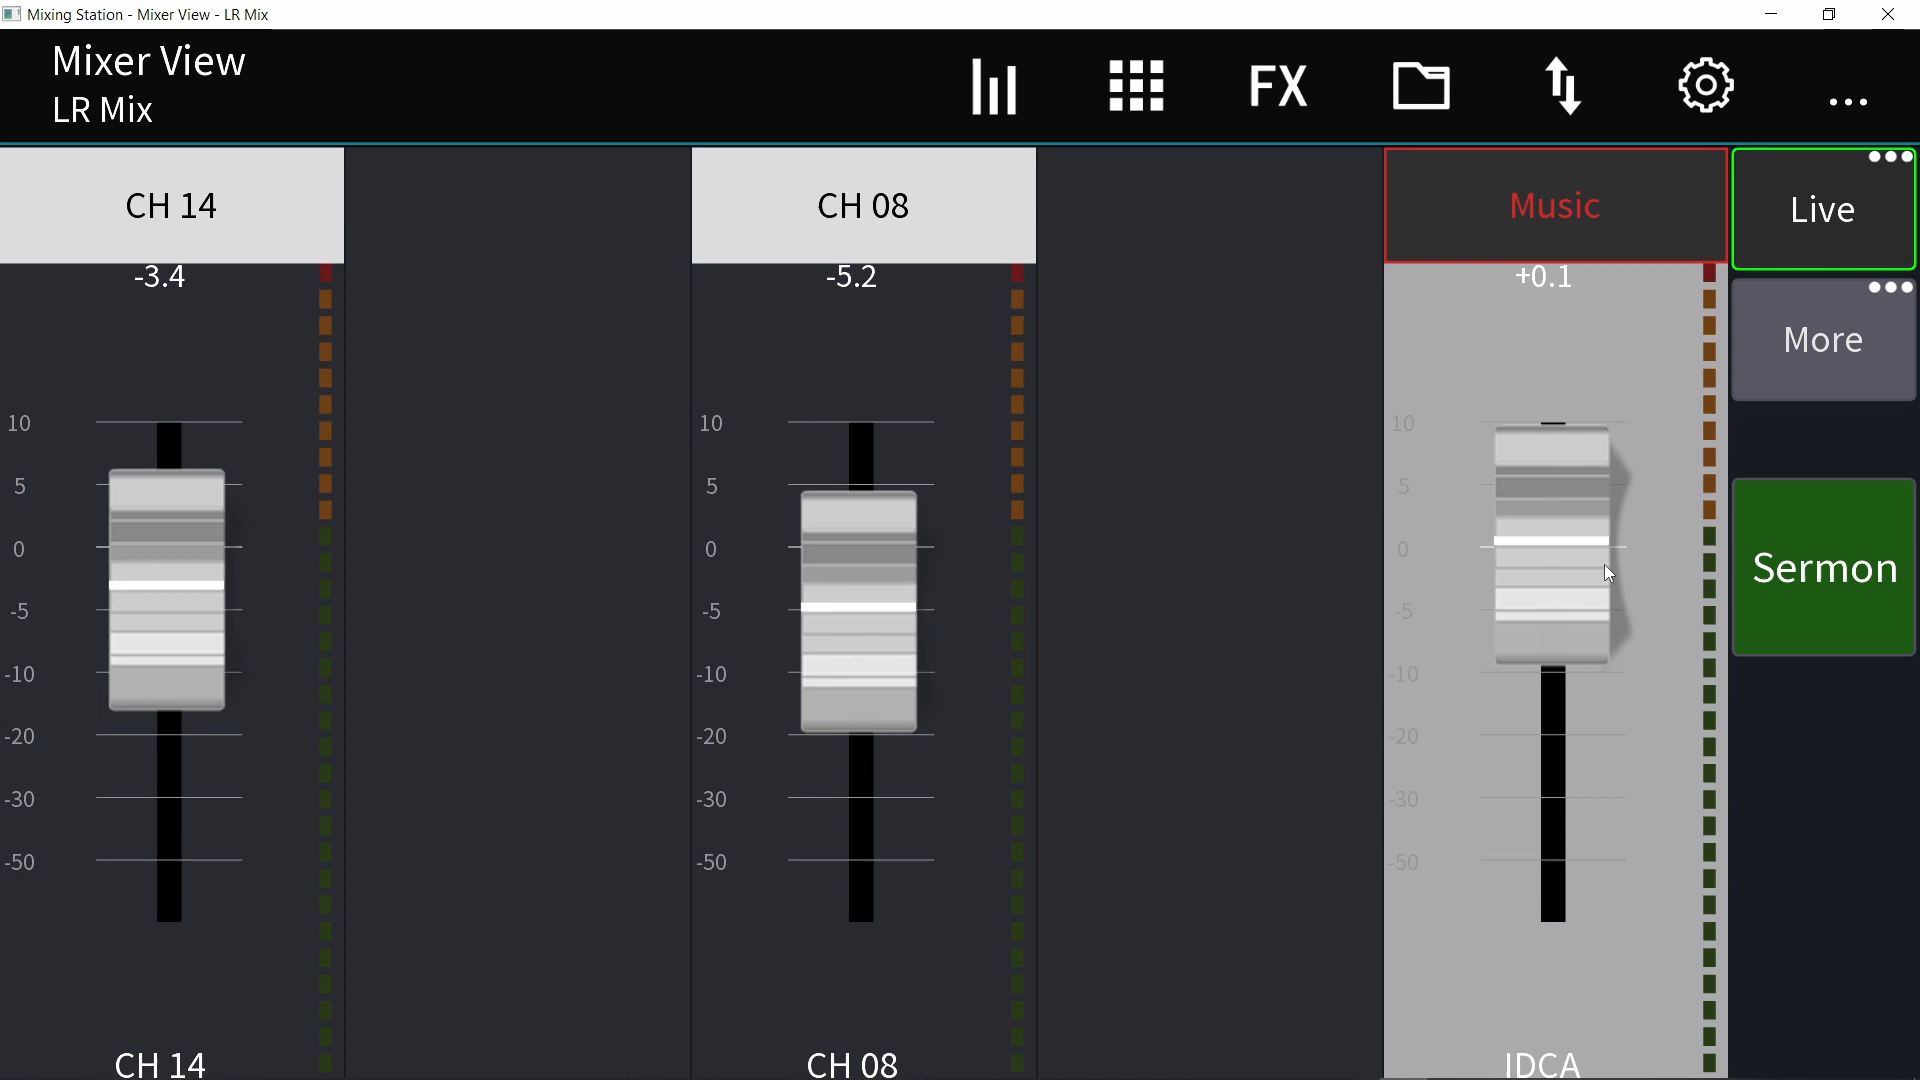 Mixing Station - Mixer View - LR Mix
Mixer View
LR Mix
FX
...
CH 14
-3.4
10
5
0
-5
-10
-20
-30
-50
CH 14
CH 08
-5.2
10
5
0
-5
-10
-20
-30
-50
CH 08
Music
+0.1
10
5
0
-5
-10
-20
-30
-50
IDCA
Live
More
Sermon